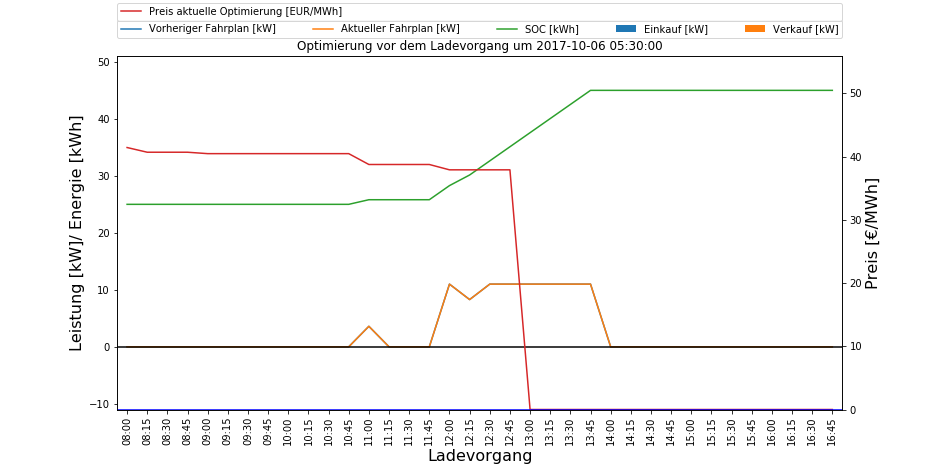 Preis aktuelle Optimierung [EUR/MWh]
Vorheriger Fahrplan [kW] Aktueller Fahrplan [kW] SOC [kWh] Einkauf [kW] Verkauf [kW]
Optimierung vor dem Ladevorgang um 2017-10-06 05:30:00
Leistung [kW]/ Energie [kWh]
50
40
30
20
10
0
−10
50
40
30
20
10
0
Preis [€/MWh]
08:00 08:15 08:30 08:45 09:00 09:15 09:30 09:45 10:00 10:15 10:30 10:45 11:00 11:15 11:30 11:45 12:00 12:15 12:30 12:45 13:00 13:15 13:30 13:45 14:00 14:15 14:30 14:45 15:00 15:15 15:30 15:45 16:00 16:15 16:30 16:45
Ladevorgang